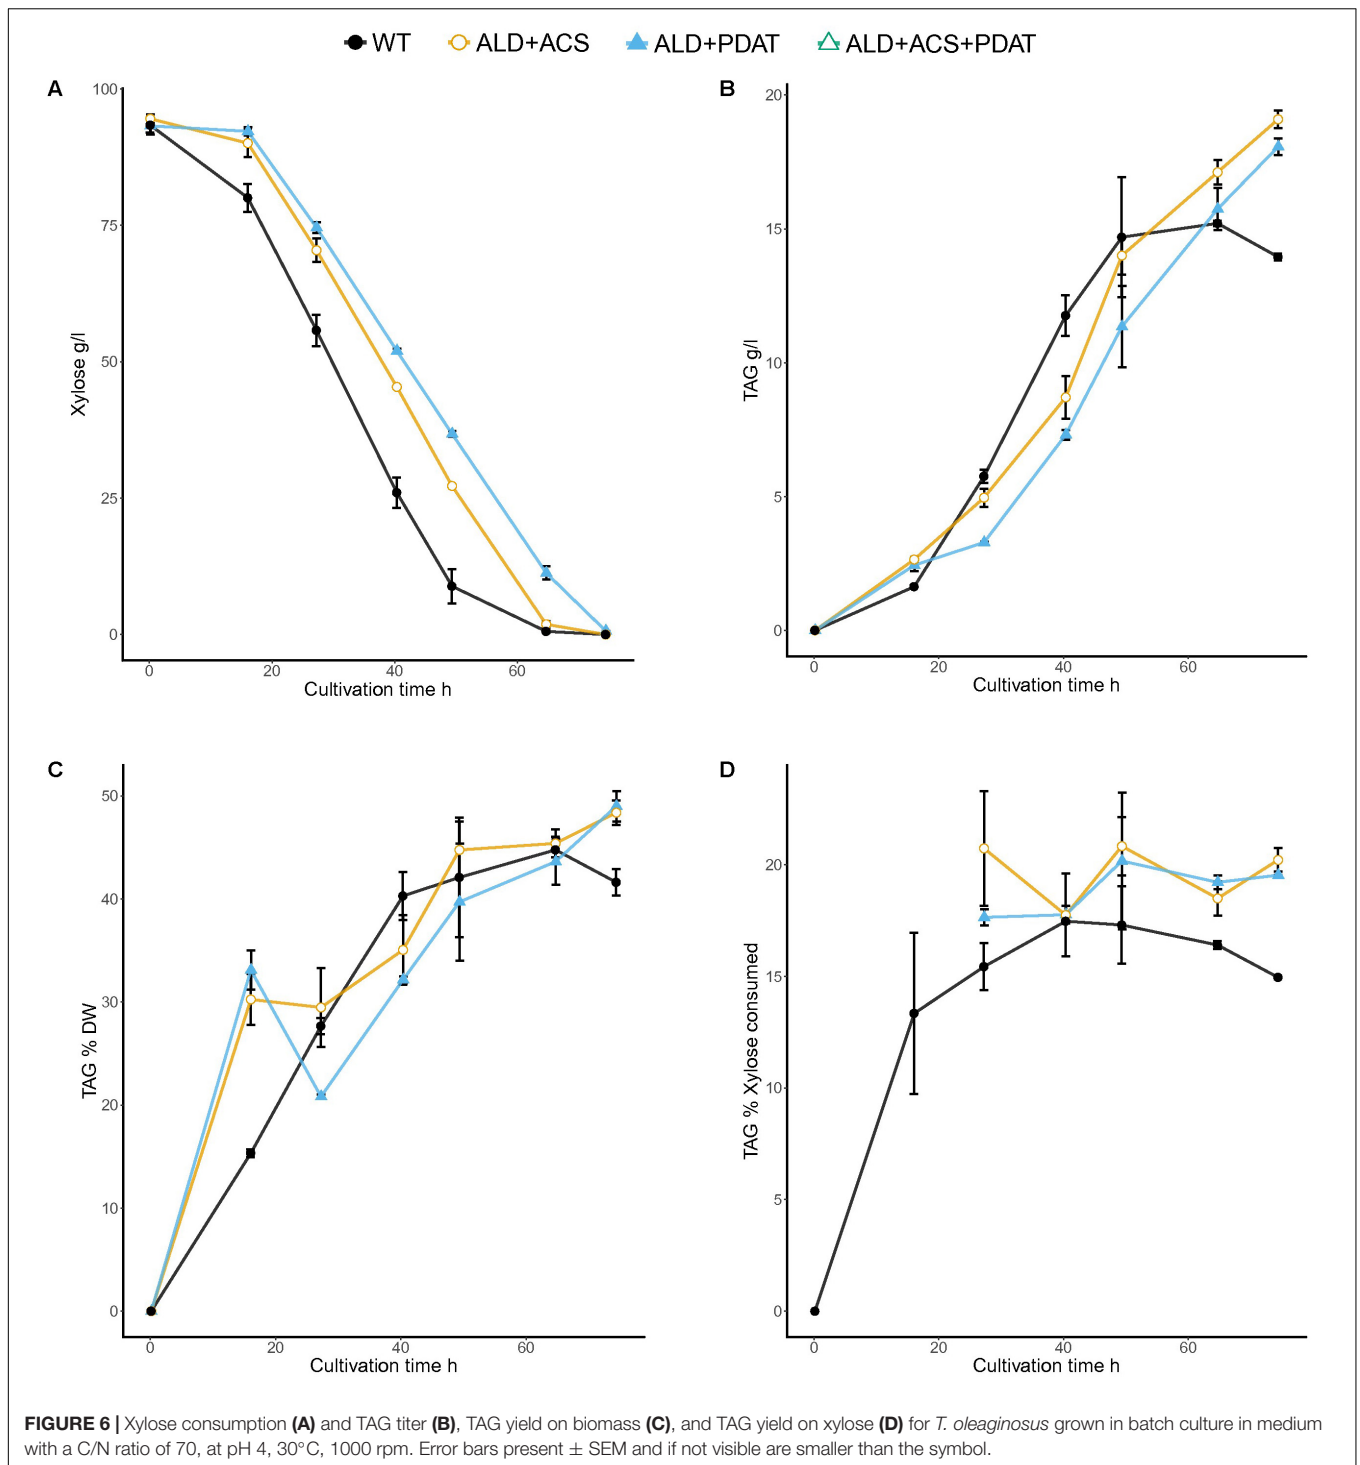 WT ALD+ACS ALD+PDAT ALD+ACS+PDAT
A
100
75
50
25
0
Xylose g/l
0 20 40 60
Cultivation time h
B
20
15
10
5
0
TAG g/l
0 20 40 60
Cultivation time h
C
50
40
30
20
10
0
TAG % DW
0 20 40 60
Cultivation time h
D
20
15
10
5
0
TAG % Xylose consumed
0 20 40 60
Cultivation time h
FIGURE 6 | Xylose consumption (A) and TAG titer (B), TAG yield on biomass (C), and TAG yield on xylose (D) for T. oleaginosus grown in batch culture in medium
with a C/N ratio of 70, at pH 4, 30°C, 1000 rpm. Error bars present ± SEM and if not visible are smaller than the symbol.